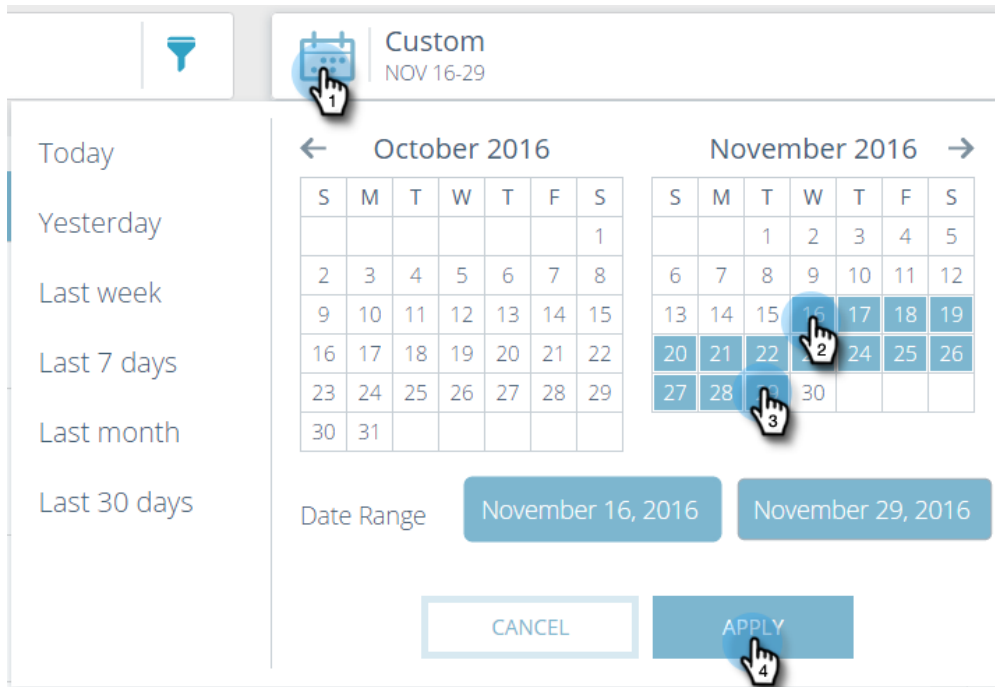 Custom
NOV 16-29
1
Today
Yesterday
Last week
Last 7 days
Last month
Last 30 days
← October 2016
S M T W T F S
1
2 3 4 5 6 7 8
9 10 11 12 13 14 15
16 17 18 19 20 21 22
23 24 25 26 27 28 29
30 31
November 2016 →
S M T W T F S
1 2 3 4 5
6 7 8 9 10 11 12
13 14 15 16 17 18 19
2
20 21 22 24 25 26
27 28 29 30
3
Date Range
November 16, 2016
November 29, 2016
CANCEL
APPLY
4